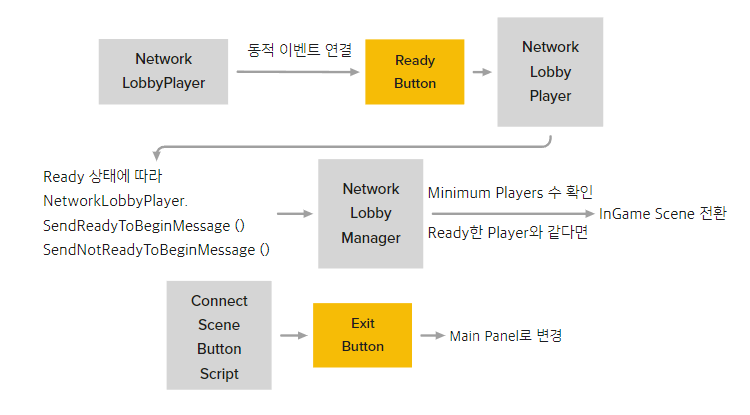 Network
LobbyPlayer
동적 이벤트 연결
Ready
Button
Network
Lobby
Player
Ready 상태에 따라
NetworkLobbyPlayer.
SendReadyToBeginMessage ()
SendNotReadyToBeginMessage ()
Network
Lobby
Manager
Minimum Players 수 확인
Ready한 Player와 같다면
InGame Scene 전환
Connect
Scene
Button
Script
Exit
Button
Main Panel로 변경